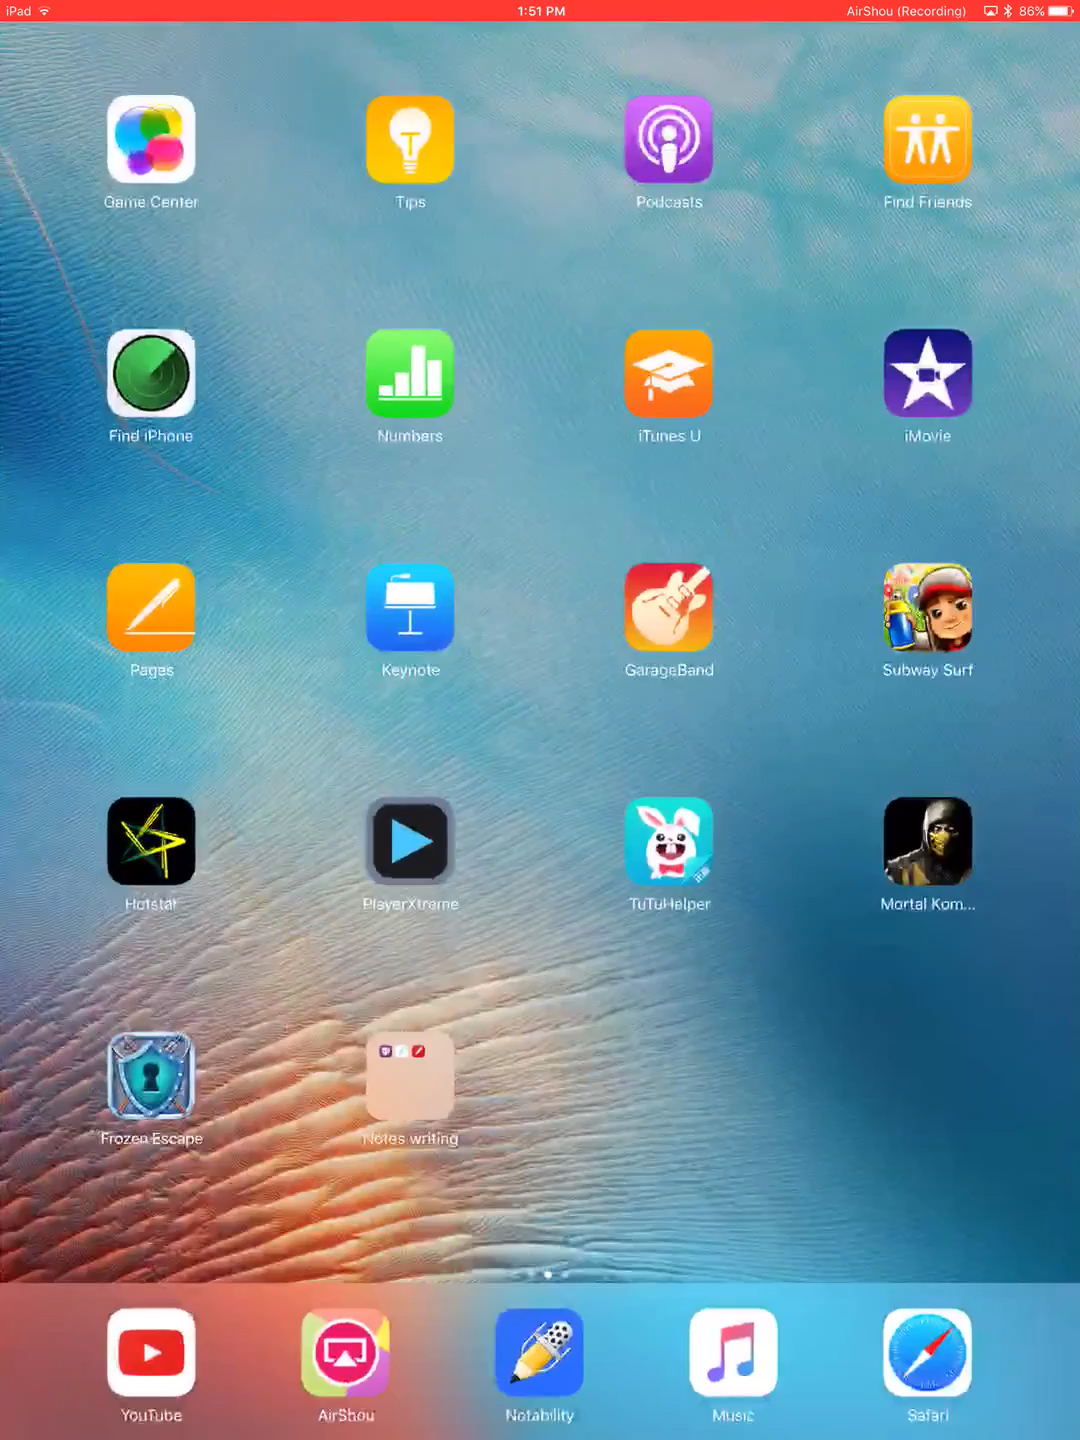 iPad 1:51 PM AirShou (Recording) 86%
Game Center Tips Podcasts Find Friends
Find iPhone Numbers iTunes U iMovie
Pages Keynote GarageBand Subway Surf
Hotstar PlayerXtreme TuTuHelper Mortal Kom...
Frozen Escape Notes writing
YouTube AirShou Notability Music Safari